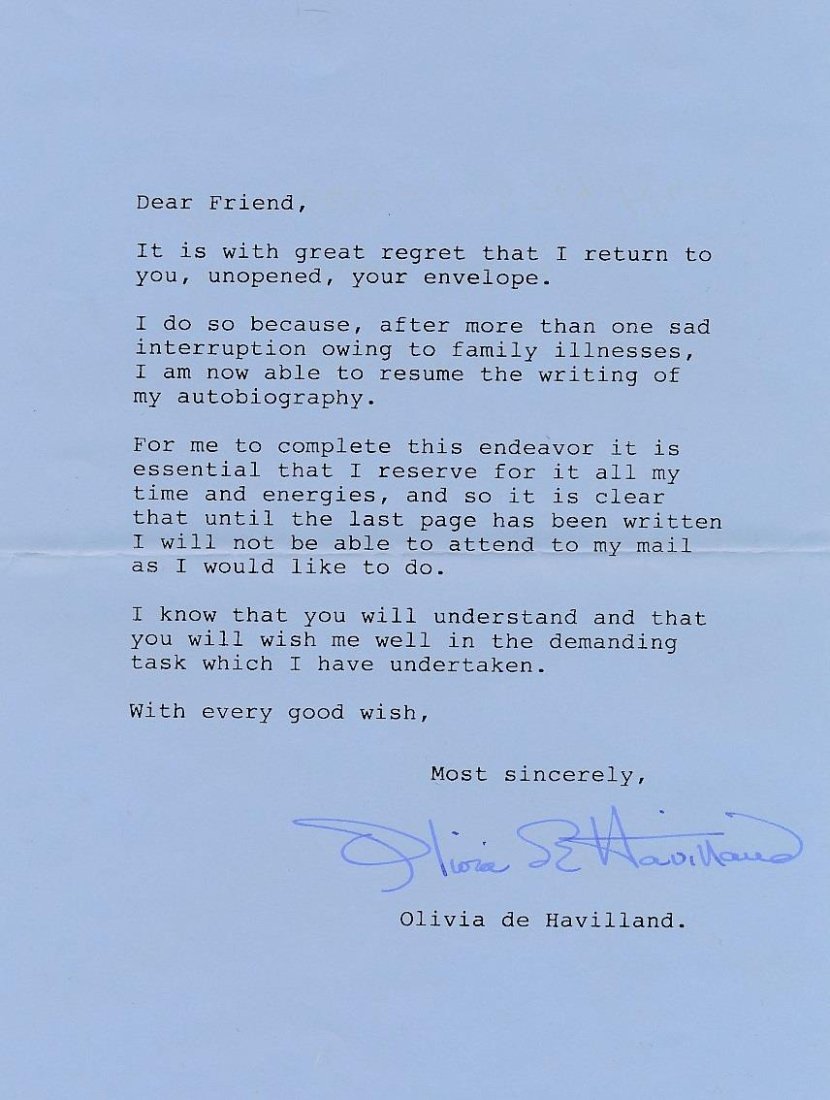 Dear Friend,
It is with great regret that I return to
you, unopened, your envelope.
I do so because, after more than one sad
interruption owing to family illnesses,
I am now able to resume the writing of
my autobiography.
For me to complete this endeavor it is
essential that I reserve for it all my
time and energies, and so it is clear
that until the last page has been written
I will not be able to attend to my mail
as I would like to do.
I know that you will understand and that
you will wish me well in the demanding
task which I have undertaken.
With every good wish,
Most sincerely,
Olivia de Havilland
Olivia de Havilland.